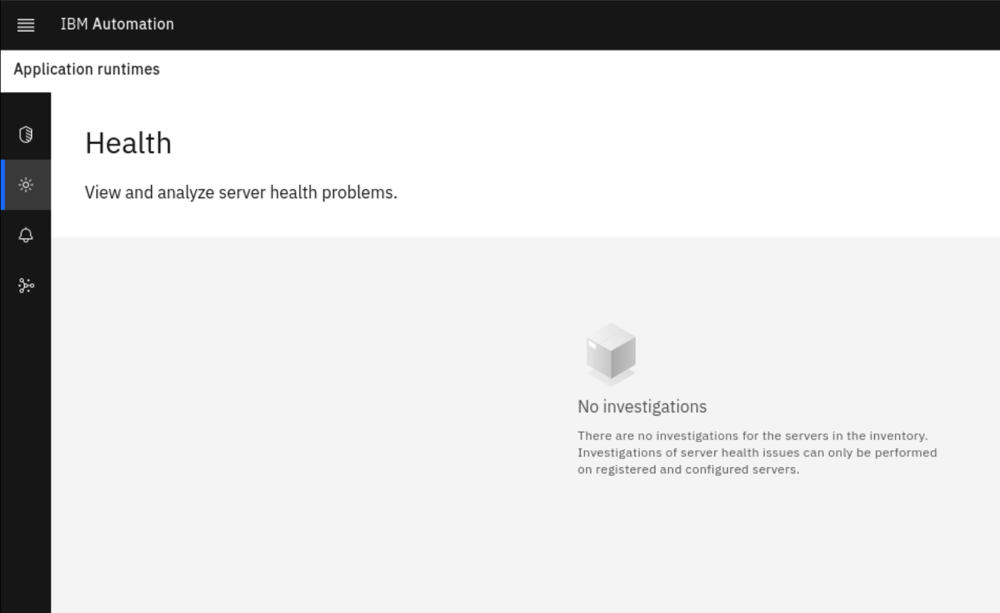 IBM Automation
Application runtimes
Health
View and analyze server health problems.
No investigations
There are no investigations for the servers in the inventory.
Investigations of server health issues can only be performed
on registered and configured servers.